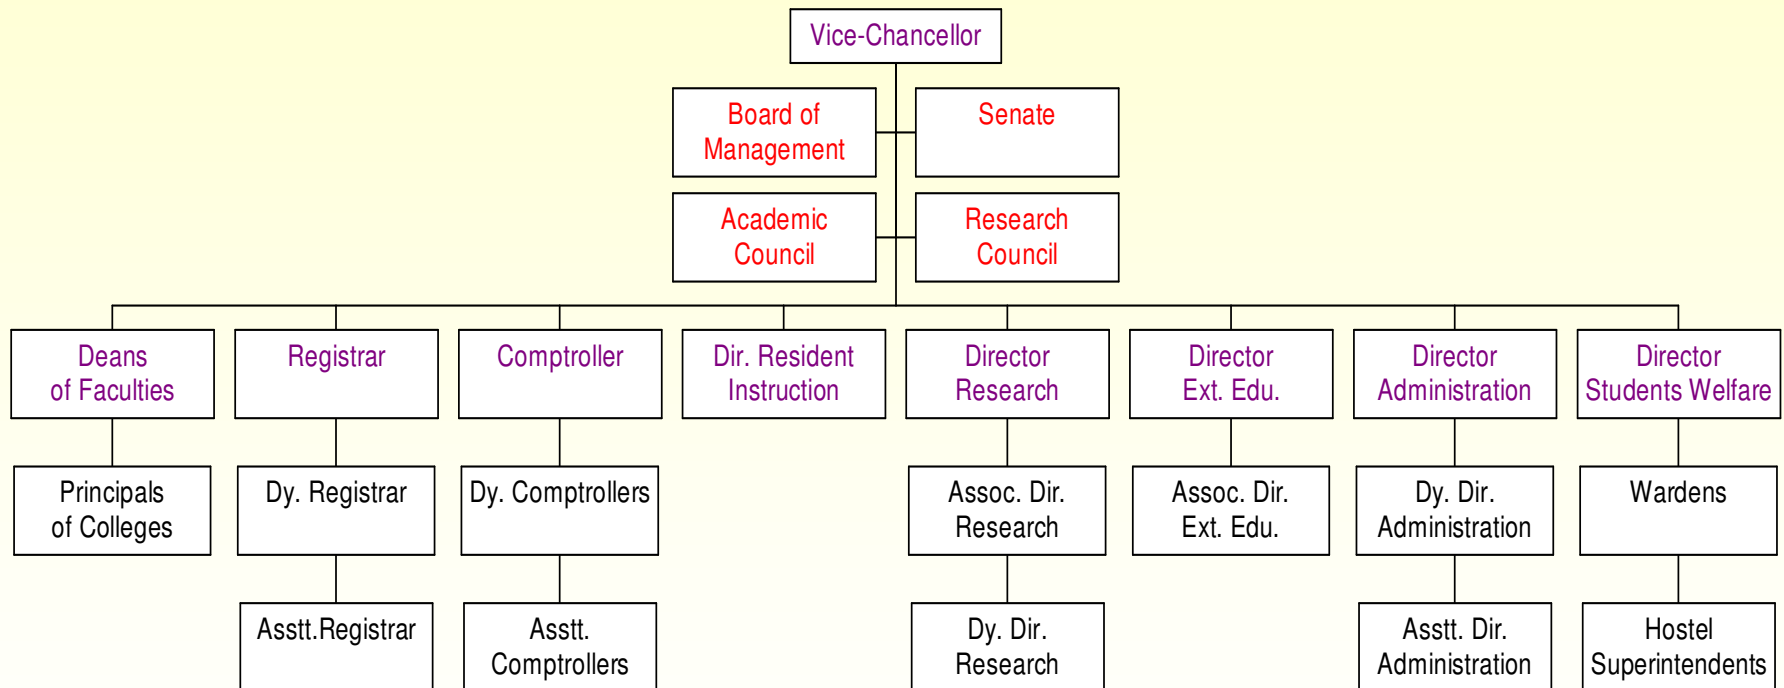 Vice-Chancellor
Board of
Management
Senate
Academic
Council
Research
Council
Deans
of Faculties
Registrar
Comptroller
Dir. Resident
Instruction
Director
Research
Director
Ext. Edu.
Director
Administration
Director
Students Welfare
Principals
of Colleges
Dy. Registrar
Dy. Comptrollers
Assoc. Dir.
Research
Assoc. Dir.
Ext. Edu.
Dy. Dir.
Administration
Wardens
Asstt.Registrar
Asstt.
Comptrollers
Dy. Dir.
Research
Asstt. Dir.
Administration
Hostel
Superintendents